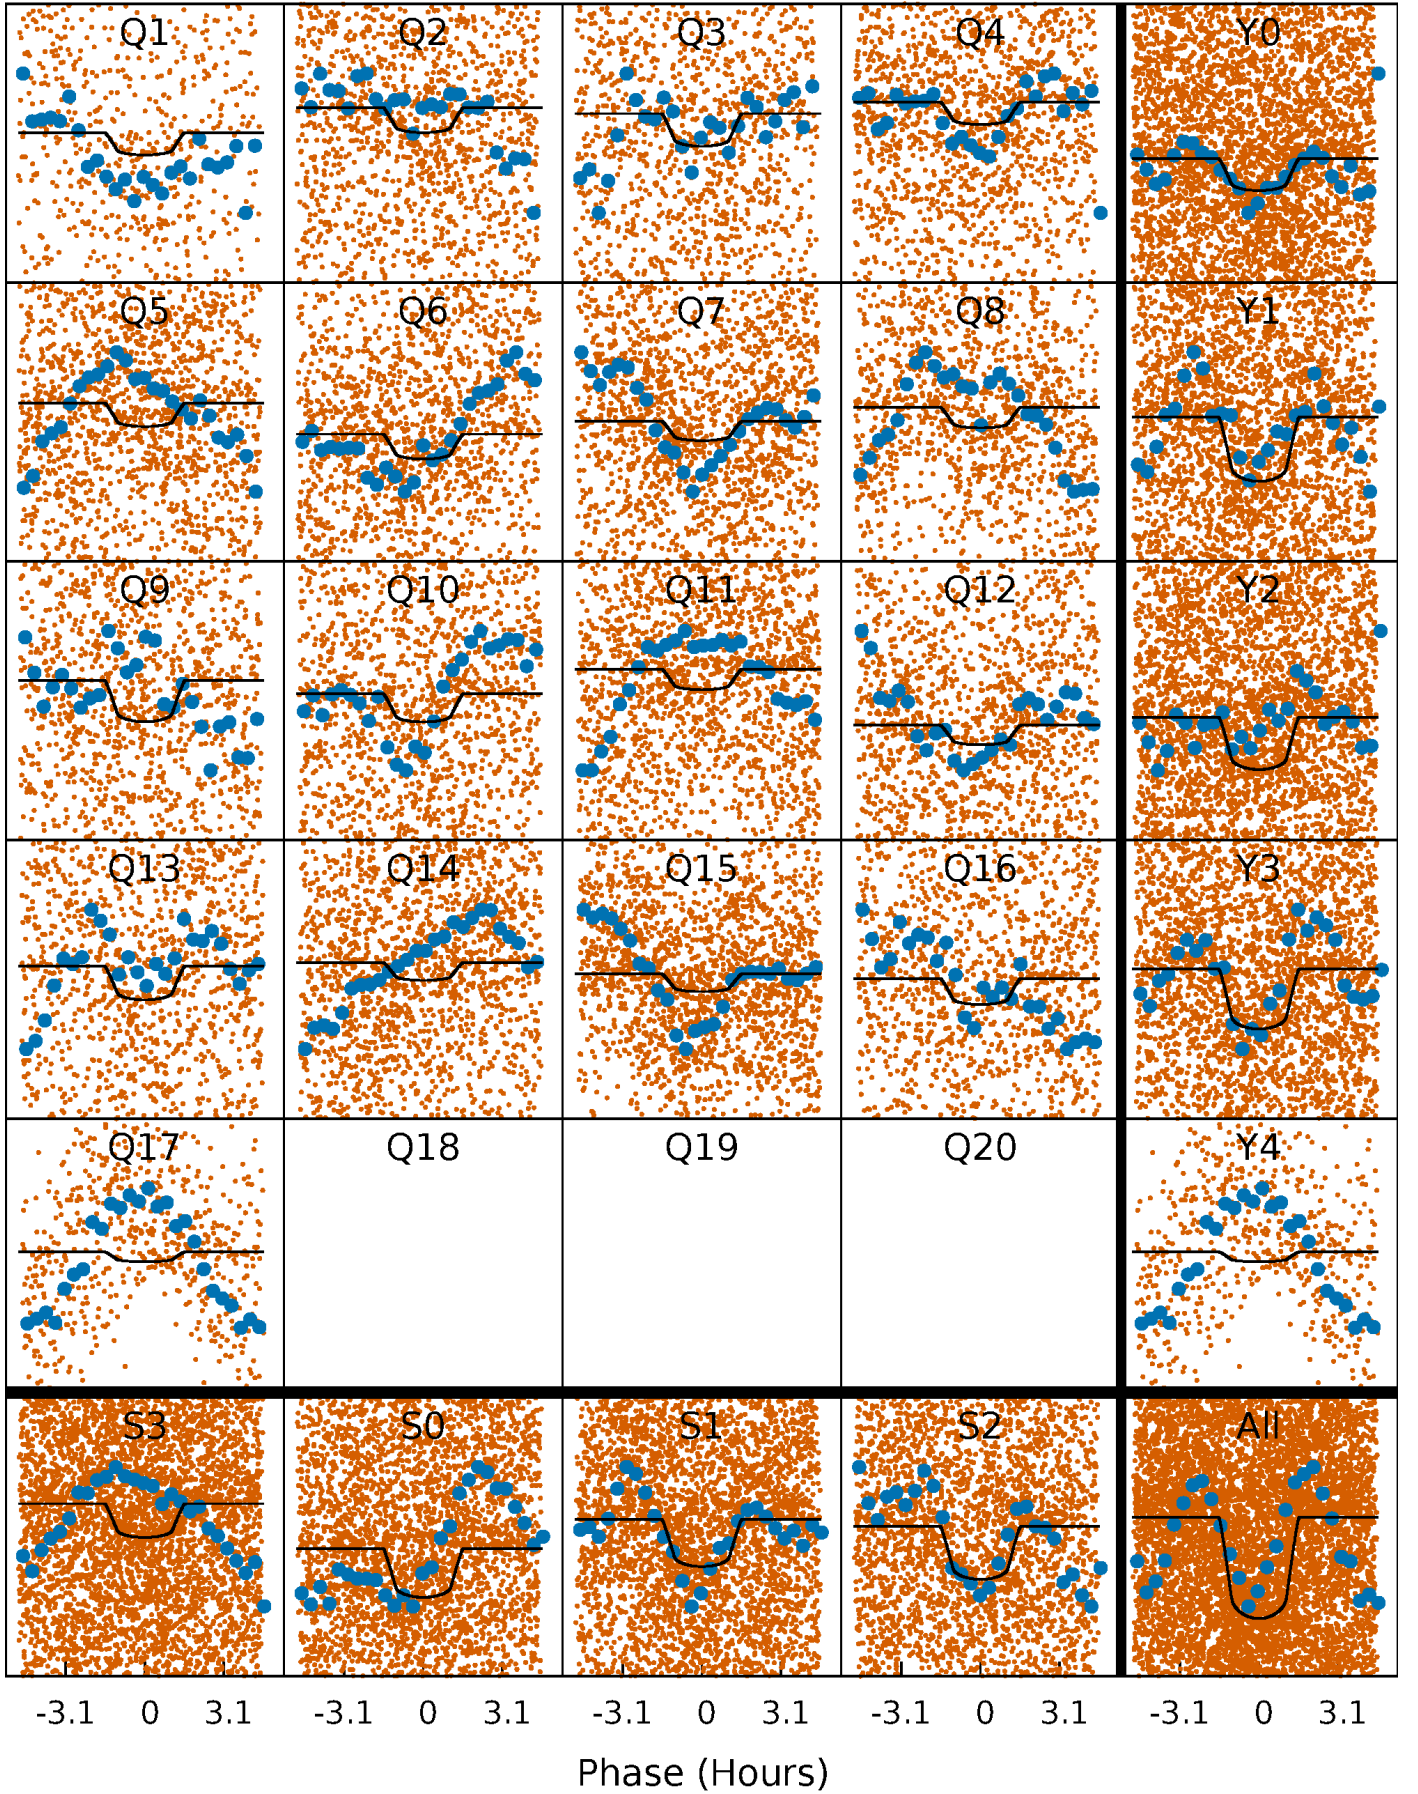 Q1 Q2 Q3 Q4 Y0
Q5 Q6 Q7 Q8 Y1
Q9 Q10 Q11 Q12 Y2
Q13 Q14 Q15 Q16 Y3
Q17 Q18 Q19 Q20 Y4
S3 S0 S1 S2 All
-3.1 0 3.1 -3.1 0 3.1 -3.1 0 3.1 -3.1 0 3.1 -3.1 0 3.1
Phase (Hours)